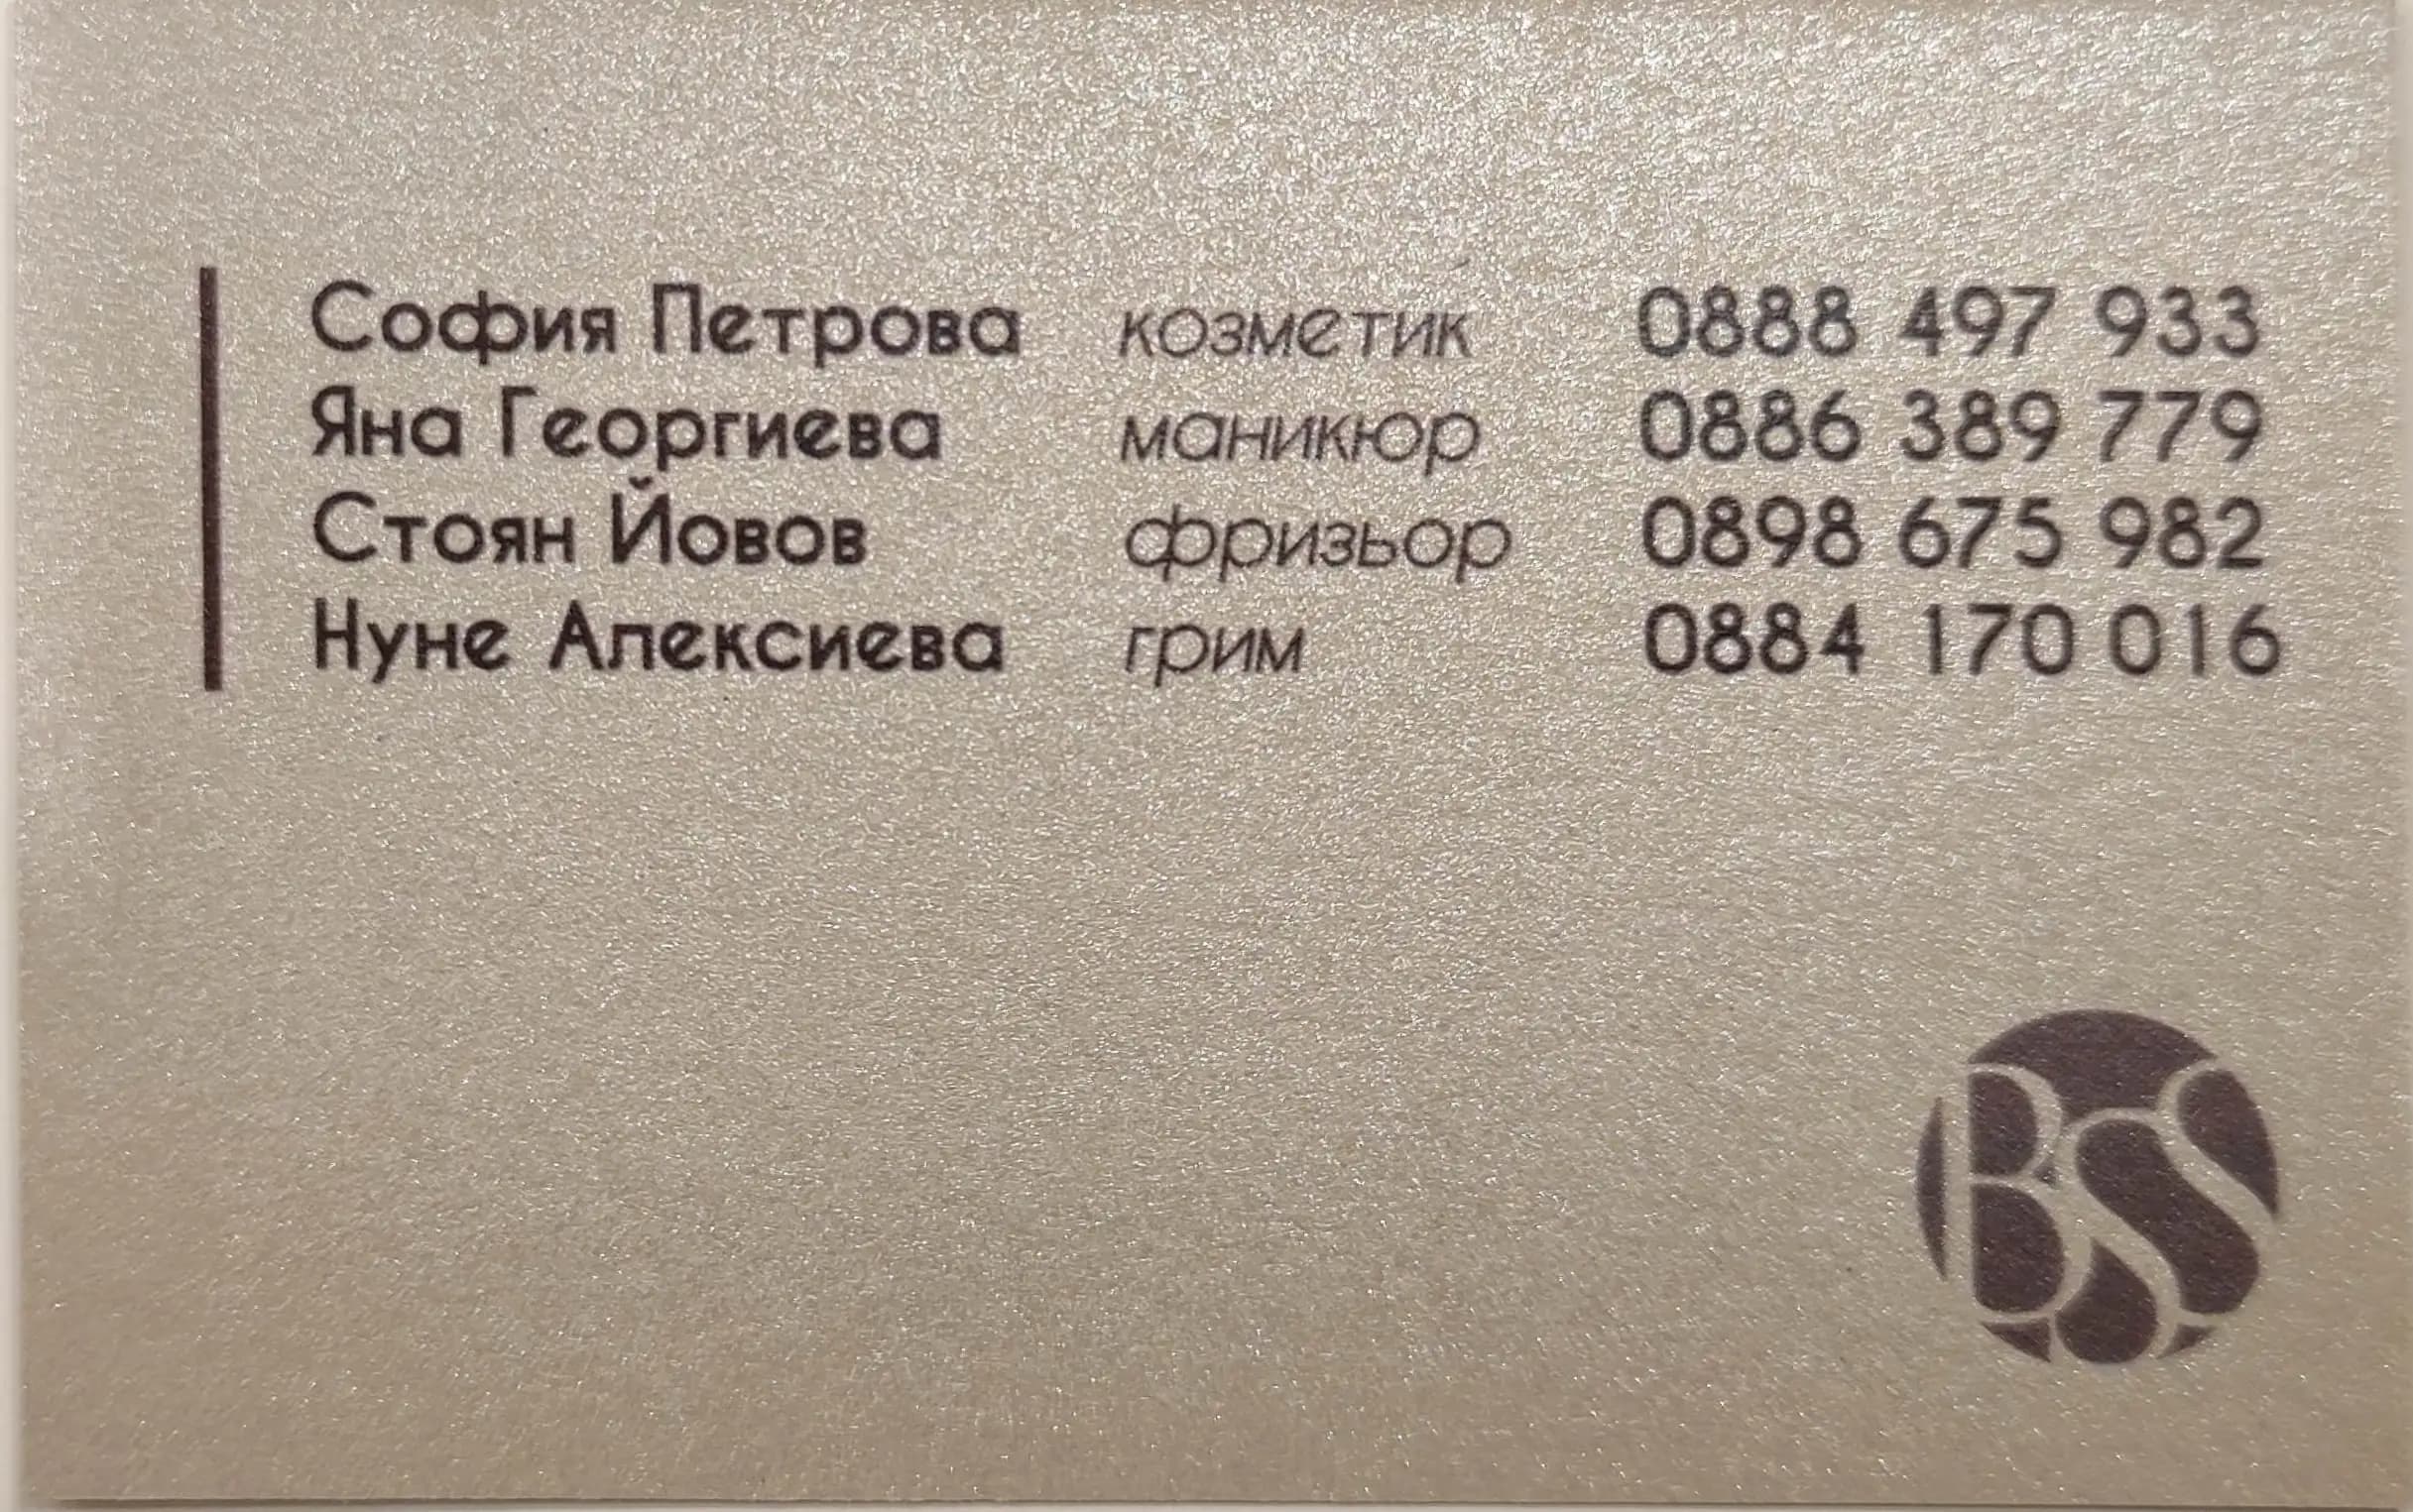 София Петрова козметик 0888 497 933
Яна Георгиева маникюр 0886 389 779
Стоян Йовов фризьор 0898 675 982
Нуне Алексиева грим 0884 170 016
BSS